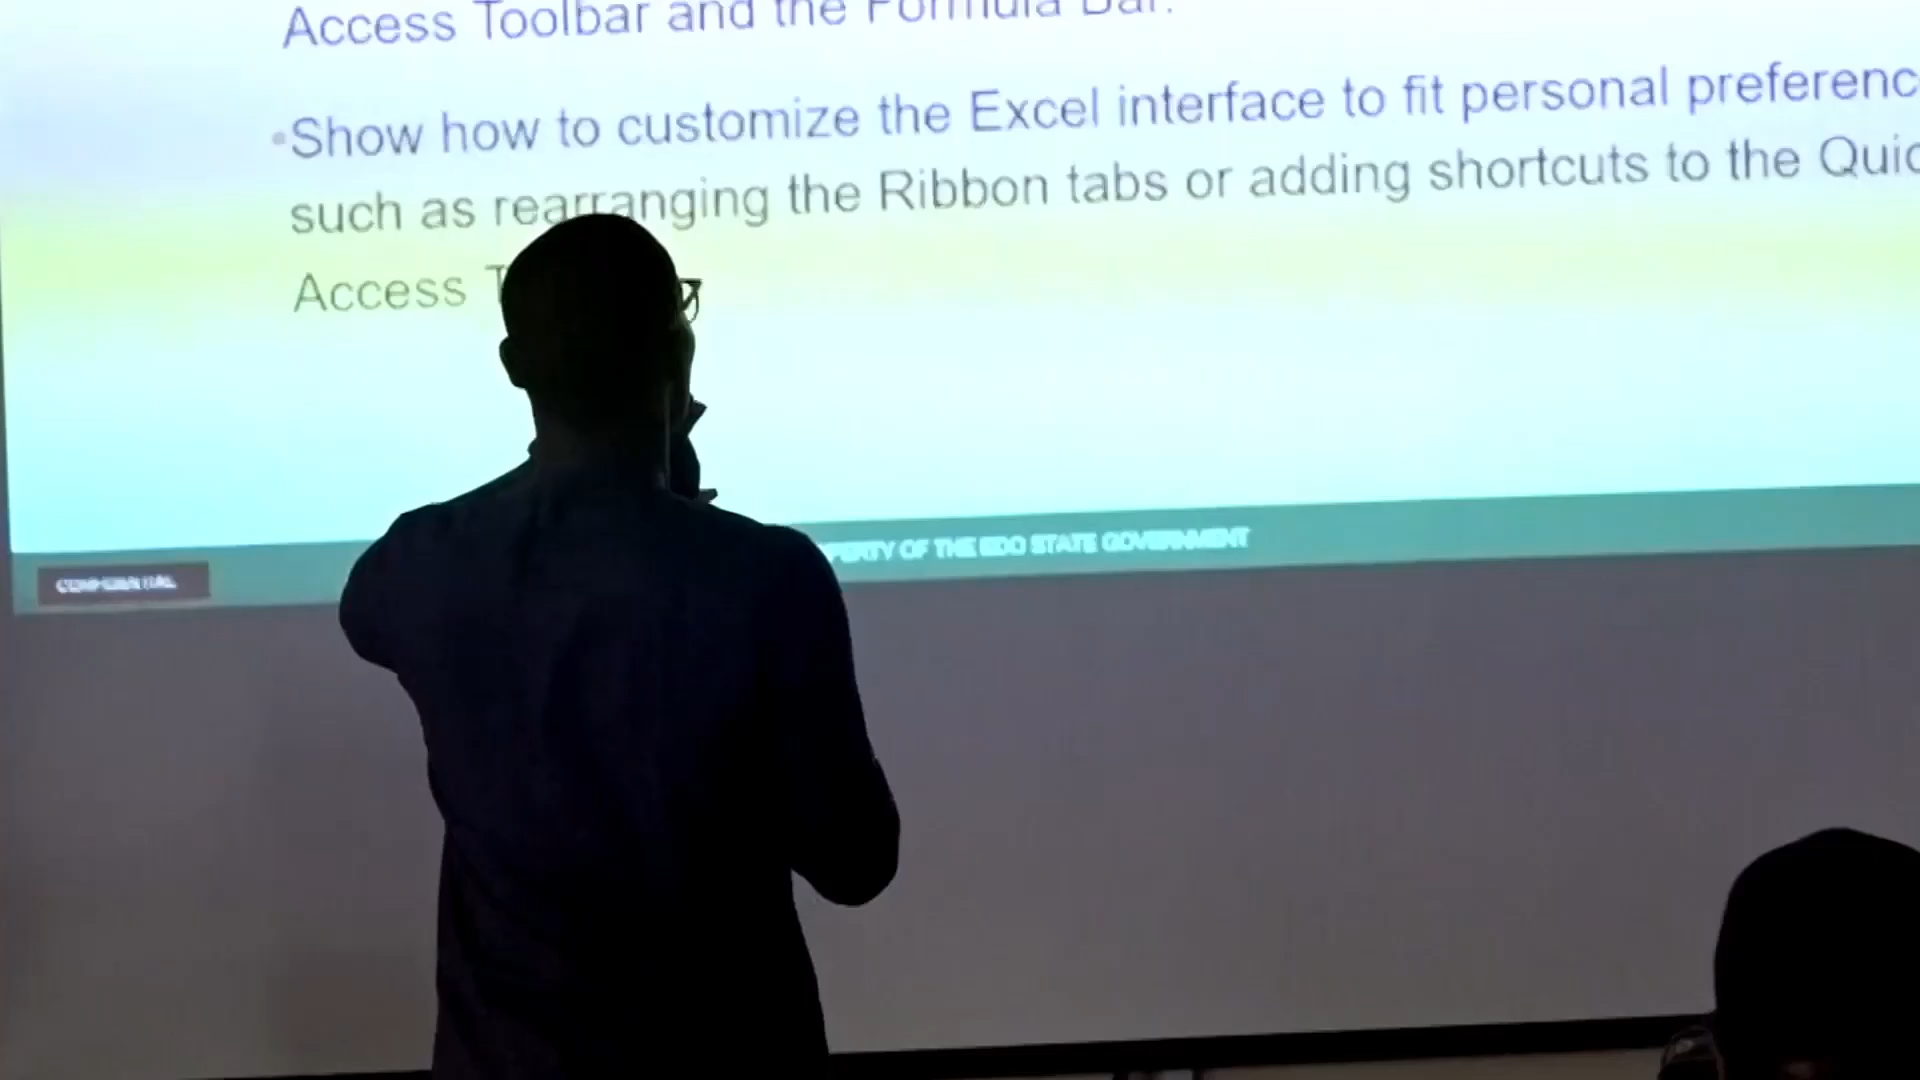 Access Toolbar and the Formula Bar.
•Show how to customize the Excel interface to fit personal preferenc
such as rearranging the Ribbon tabs or adding shortcuts to the Quic
Access T
PERTY OF THE EDO STATE GOVERNMENT
CONFIDENTIAL